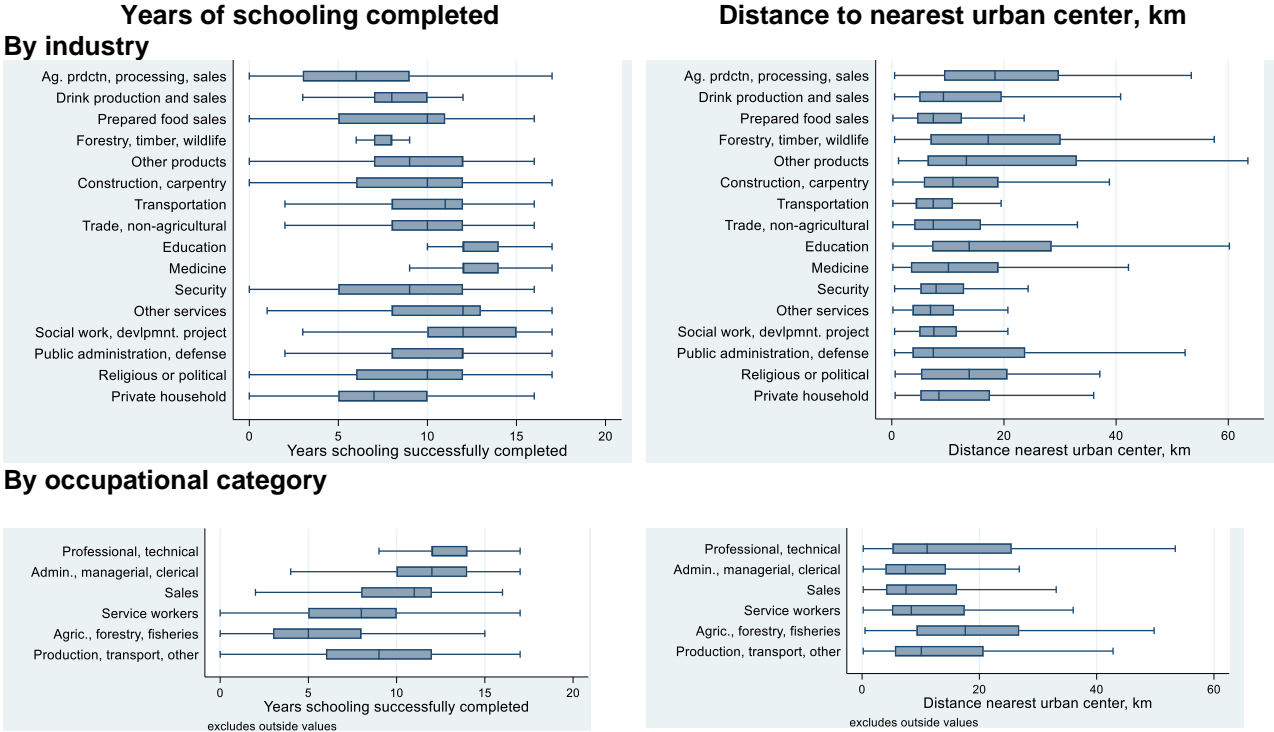 Years of schooling completed
Distance to nearest urban center, km
By industry
Ag. prdctn, processing, sales
Drink production and sales
Prepared food sales
Forestry, timber, wildlife
Other products
Construction, carpentry
Transportation
Trade, non-agricultural
Education
Medicine
Security
Other services
Social work, devlpmnt. project
Public administration, defense
Religious or political
Private household
0 5 10 15 20
Years schooling successfully completed
Ag. prdctn, processing, sales
Drink production and sales
Prepared food sales
Forestry, timber, wildlife
Other products
Construction, carpentry
Transportation
Trade, non-agricultural
Education
Medicine
Security
Other services
Social work, devlpmnt. project
Public administration, defense
Religious or political
Private household
0 20 40 60
Distance nearest urban center, km
By occupational category
Professional, technical
Admin., managerial, clerical
Sales
Service workers
Agric., forestry, fisheries
Production, transport, other
0 5 10 15 20
Years schooling successfully completed
excludes outside values
Professional, technical
Admin., managerial, clerical
Sales
Service workers
Agric., forestry, fisheries
Production, transport, other
0 20 40 60
Distance nearest urban center, km
excludes outside values